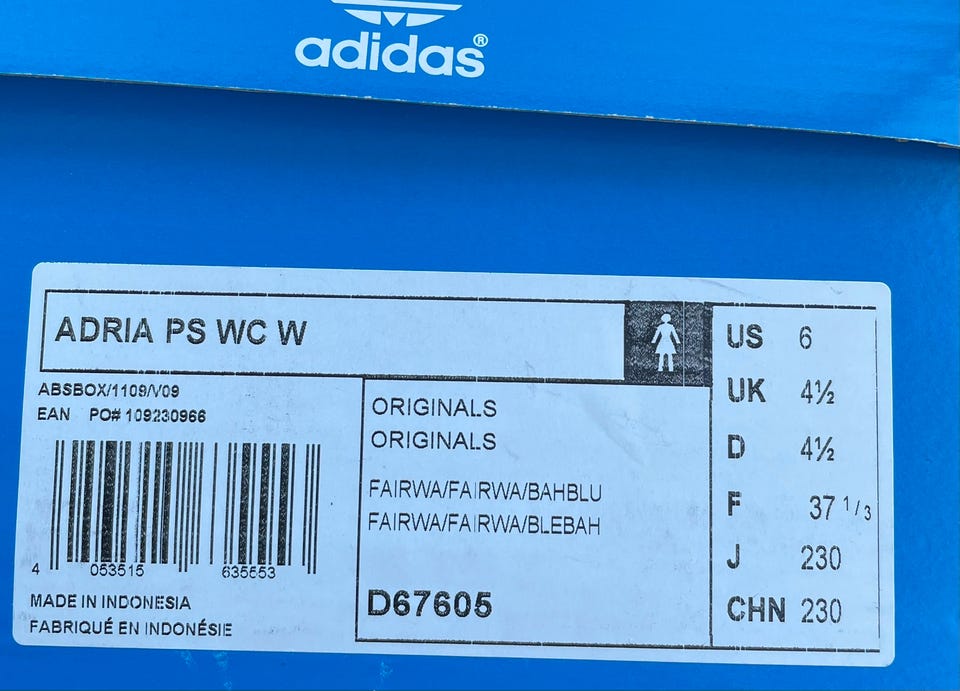 adidas®
ADRIA PS WC W
ABSBOX/1109/V09
EAN PO# 109230966
4 053515 635553
MADE IN INDONESIA
FABRIQUÉ EN INDONÉSIE
ORIGINALS
ORIGINALS
FAIRWA/FAIRWA/BAHBLU
FAIRWA/FAIRWA/BLEBAH
D67605
US 6
UK 4½
D 4½
F 37 1/3
J 230
CHN 230